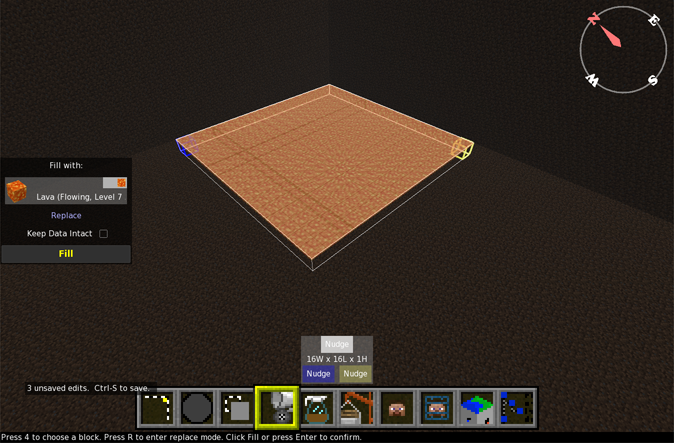 N
E
W
S
Fill with:
Lava (Flowing, Level 7
Replace
Keep Data Intact
Fill
Nudge
16W x 16L x 1H
Nudge Nudge
3 unsaved edits. Ctrl-S to save.
Press 4 to choose a block. Press R to enter replace mode. Click Fill or press Enter to confirm.